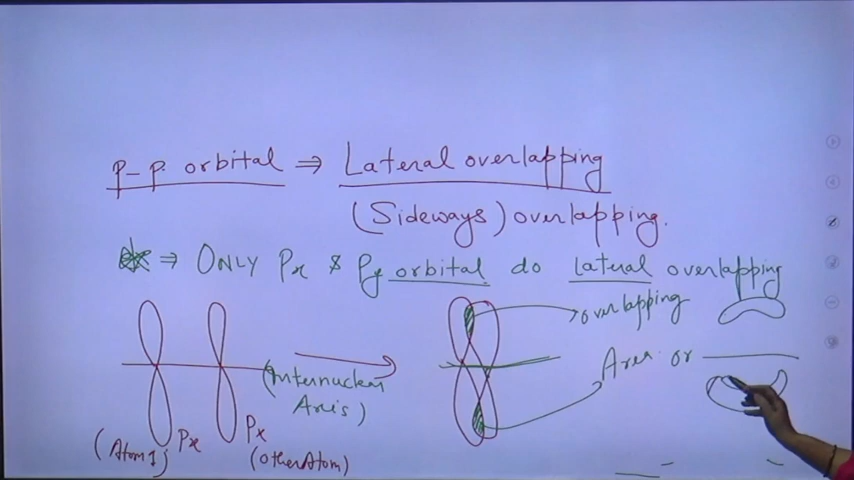 p-p orbital ⇒ Lateral overlapping
(Sideways) overlapping.
⇒ ONLY Px & Py orbital do lateral overlapping
overlapping
Area or
(Internuclear
Axis)
Px
Px
(Atom 1)
(Other Atom)